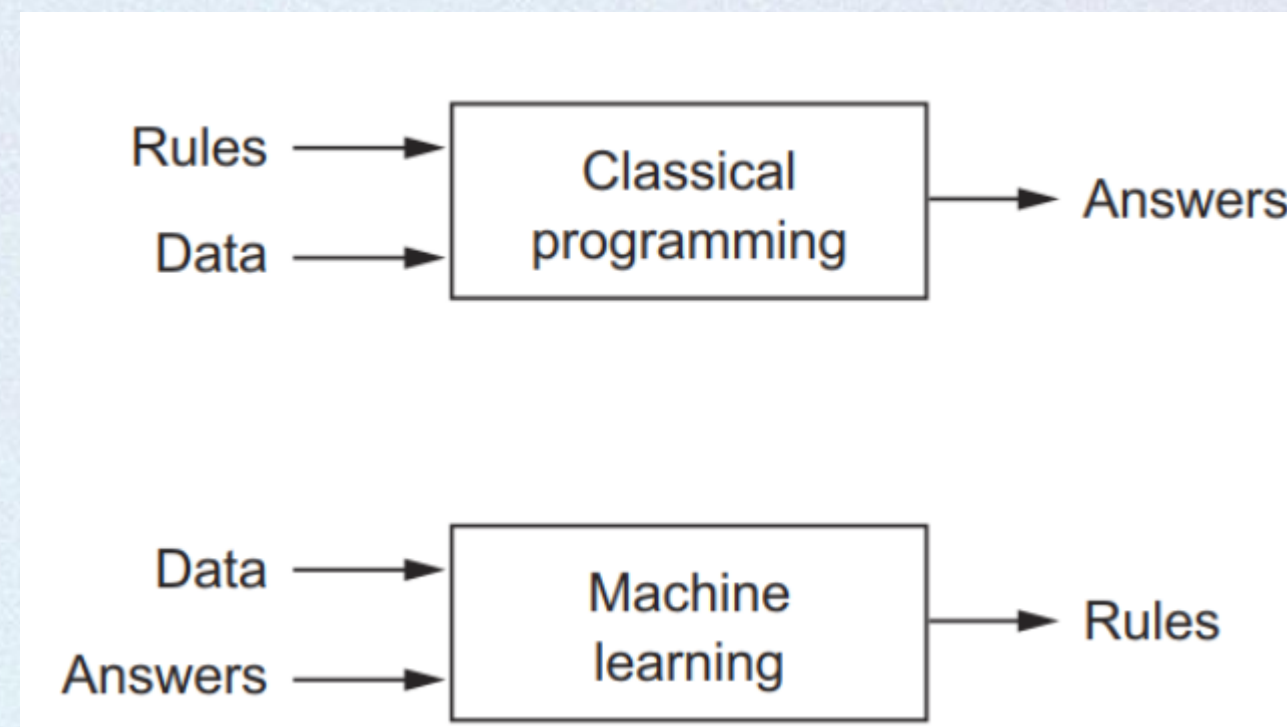 Rules
Data
Classical
programming
Answers
Data
Answers
Machine
learning
Rules